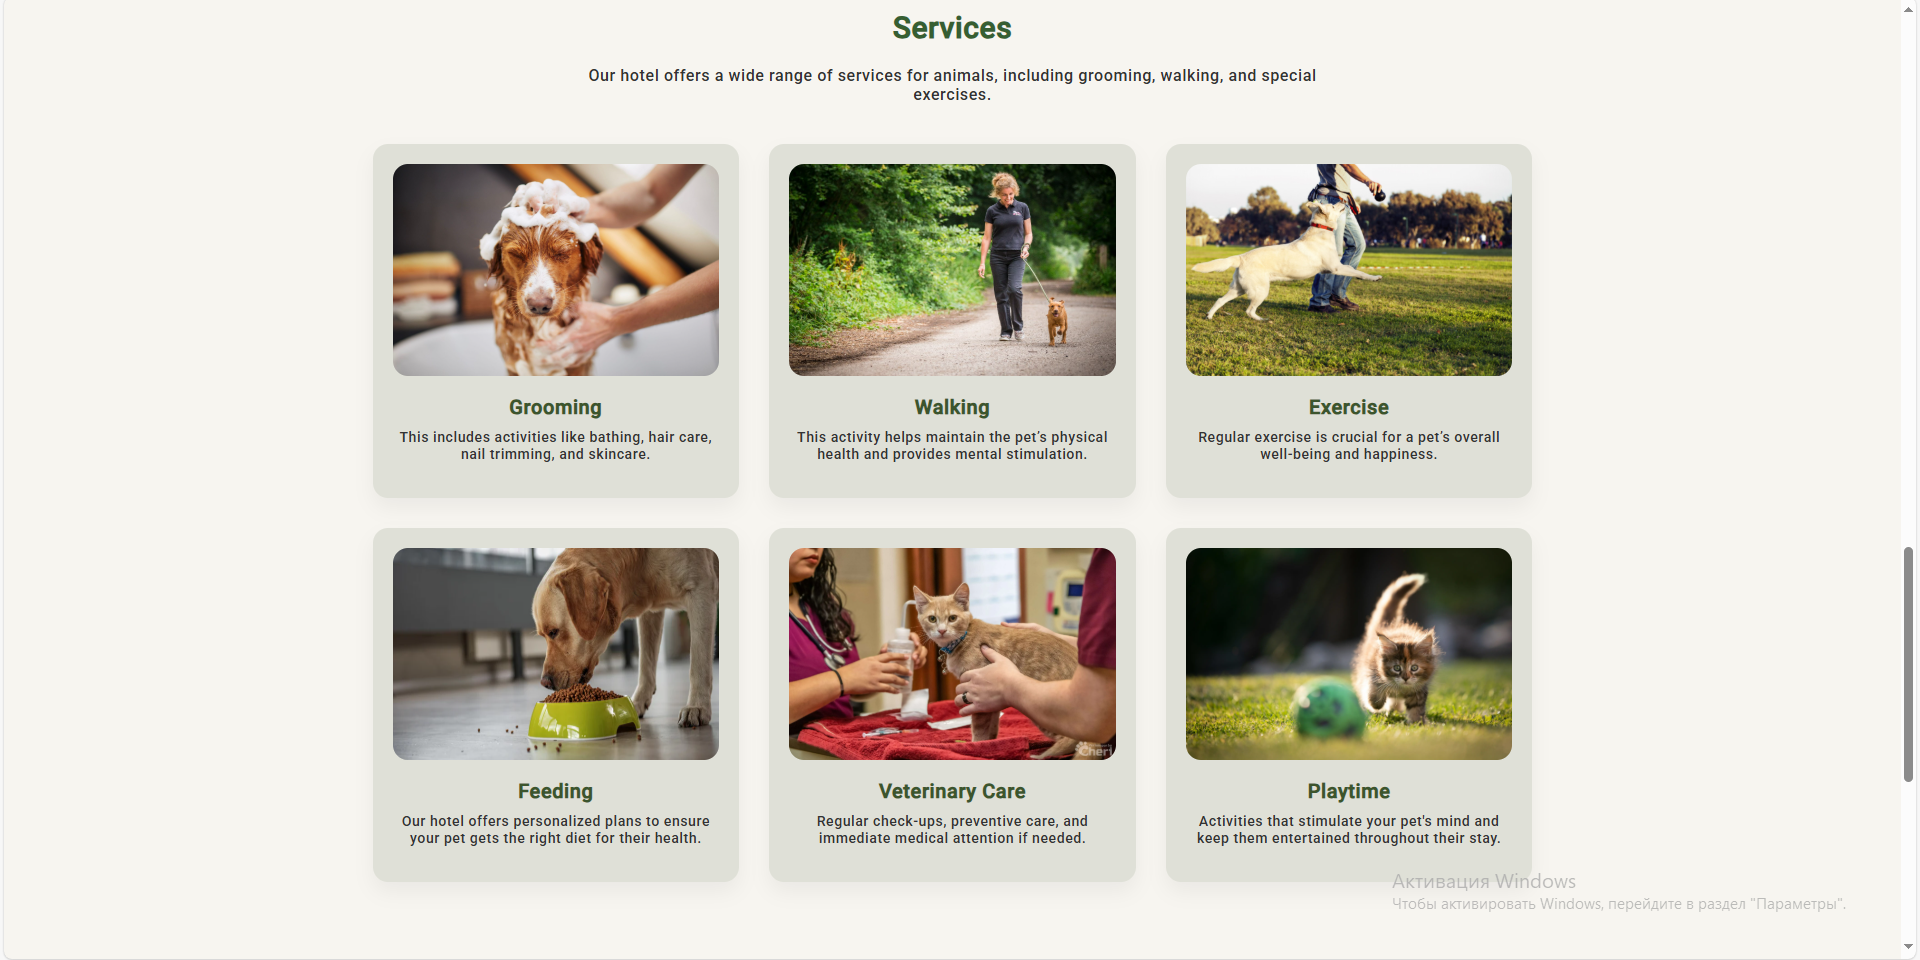 Services
Our hotel offers a wide range of services for animals, including grooming, walking, and special
exercises.
Grooming
This includes activities like bathing, hair care,
nail trimming, and skincare.
Walking
This activity helps maintain the pet’s physical
health and provides mental stimulation.
Exercise
Regular exercise is crucial for a pet’s overall
well-being and happiness.
Cheri
Feeding
Our hotel offers personalized plans to ensure
your pet gets the right diet for their health.
Veterinary Care
Regular check-ups, preventive care, and
immediate medical attention if needed.
Playtime
Activities that stimulate your pet's mind and
keep them entertained throughout their stay.
Активация Windows
Чтобы активировать Windows, перейдите в раздел "Параметры".